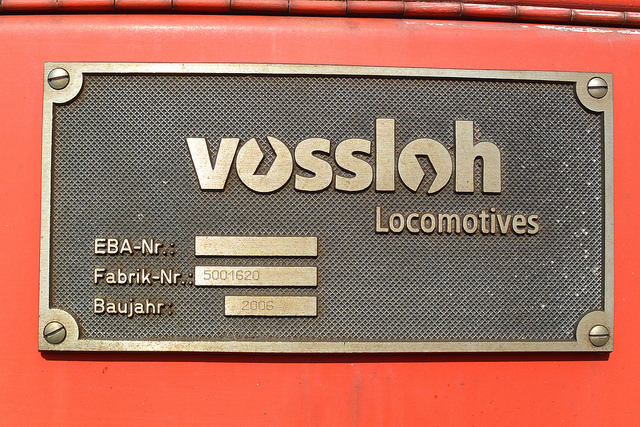 vossloh
Locomotives
EBA-Nr.:
Fabrik-Nr.: 5001620
Baujahr: 2006